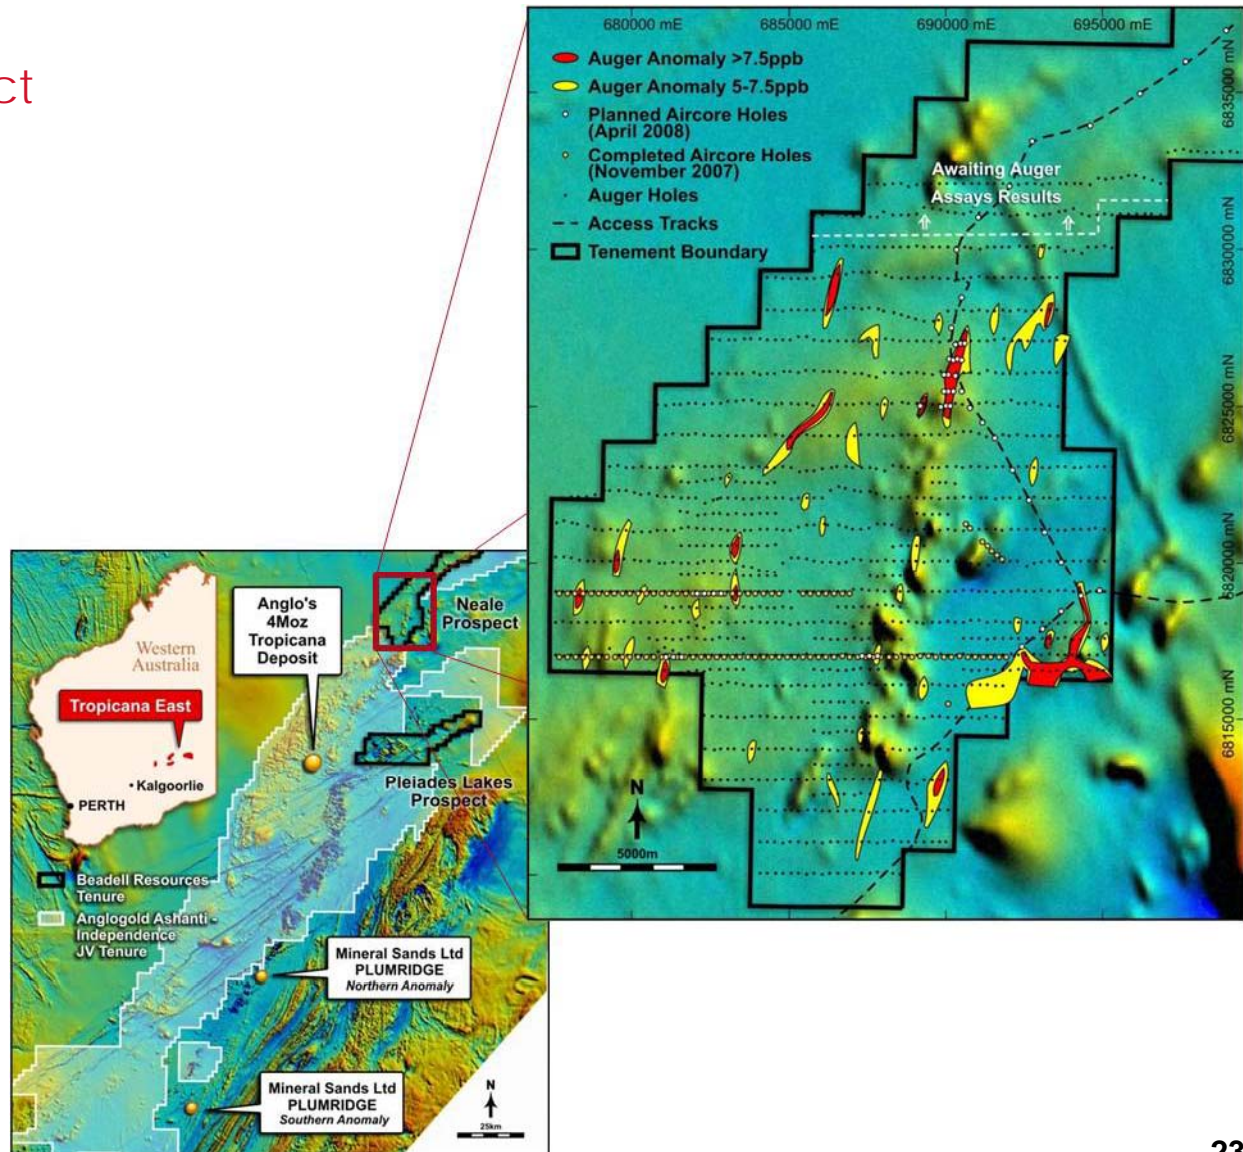 ct
680000 mE
685000 mE
690000 mE
695000 mE
Auger Anomaly >7.5ppb
Auger Anomaly 5-7.5ppb
Planned Aircore Holes
(April 2008)
Completed Aircore Holes
(November 2007)
Auger Holes
Access Tracks
Tenement Boundary
Awaiting Auger
Assays Results
6835000 mN
6830000 mN
6825000 mN
6820000 mN
6815000 mN
N
5000m
Western
Australia
Tropicana East
Kalgoorlie
PERTH
Anglo's
4Moz
Tropicana
Deposit
Neale
Prospect
Pleiades Lakes
Prospect
Beadell Resources
Tenure
Anglogold Ashanti -
Independence
JV Tenure
Mineral Sands Ltd
PLUMRIDGE
Northern Anomaly
Mineral Sands Ltd
PLUMRIDGE
Southern Anomaly
N
25km
23